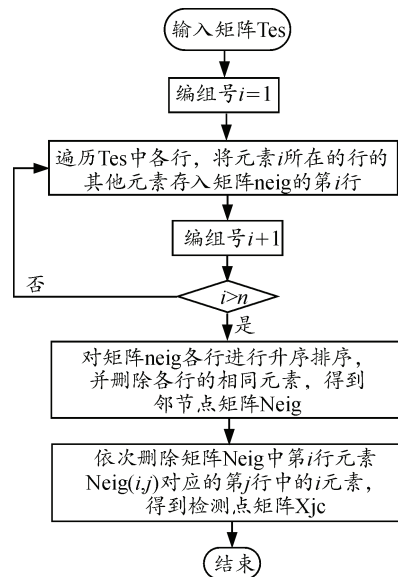 输入矩阵Tes
编组号i=1
遍历Tes中各行，将元素i所在的行的
其他元素存入矩阵neig的第i行
编组号i+1
否
i>n
是
对矩阵neig各行进行升序排序，
并删除各行的相同元素，得到
邻节点矩阵Neig
依次删除矩阵Neig中第i行元素
Neig(i,j)对应的第j行中的i元素，
得到检测点矩阵Xjc
结束